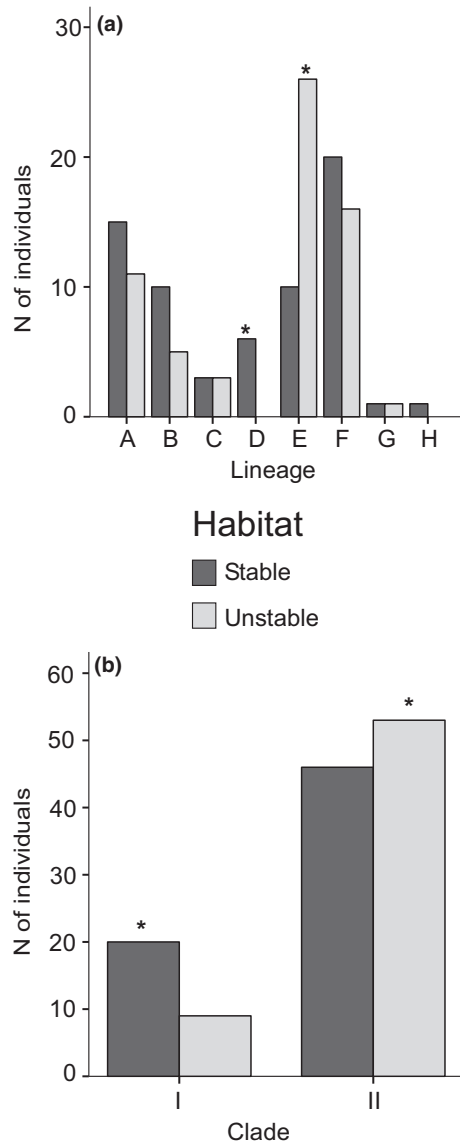 (a)
30
20
10
0
N of individuals
*
*
A B C D E F G H
Lineage
Habitat
Stable
Unstable
(b)
60
50
40
30
20
10
0
N of individuals
*
*
I II
Clade